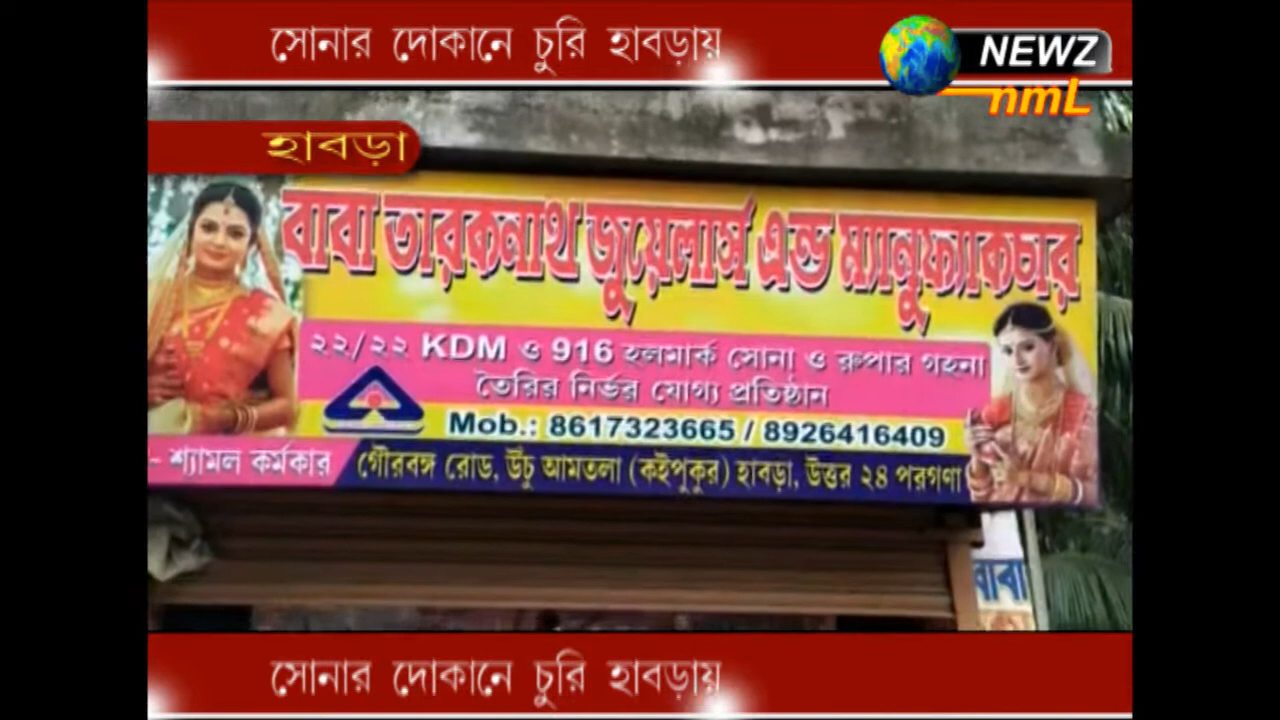 সোনার দোকানে চুরি হাবড়ায়
NEWZ
nmL
হাবড়া
বাবা তারকনাথ জুয়েলার্স এন্ড ম্যানুফ্যাকচার
২২/২২ KDM ও 916 হলমার্ক সোনা ও রুপার গহনা
তৈরির নির্ভর যোগ্য প্রতিষ্ঠান
Mob.: 8617323665 / 8926416409
- শ্যামল কর্মকার
গৌরবঙ্গ রোড, উঁচু আমতলা (কইপুকুর) হাবড়া, উত্তর ২৪ পরগণা
বাবা
সোনার দোকানে চুরি হাবড়ায়